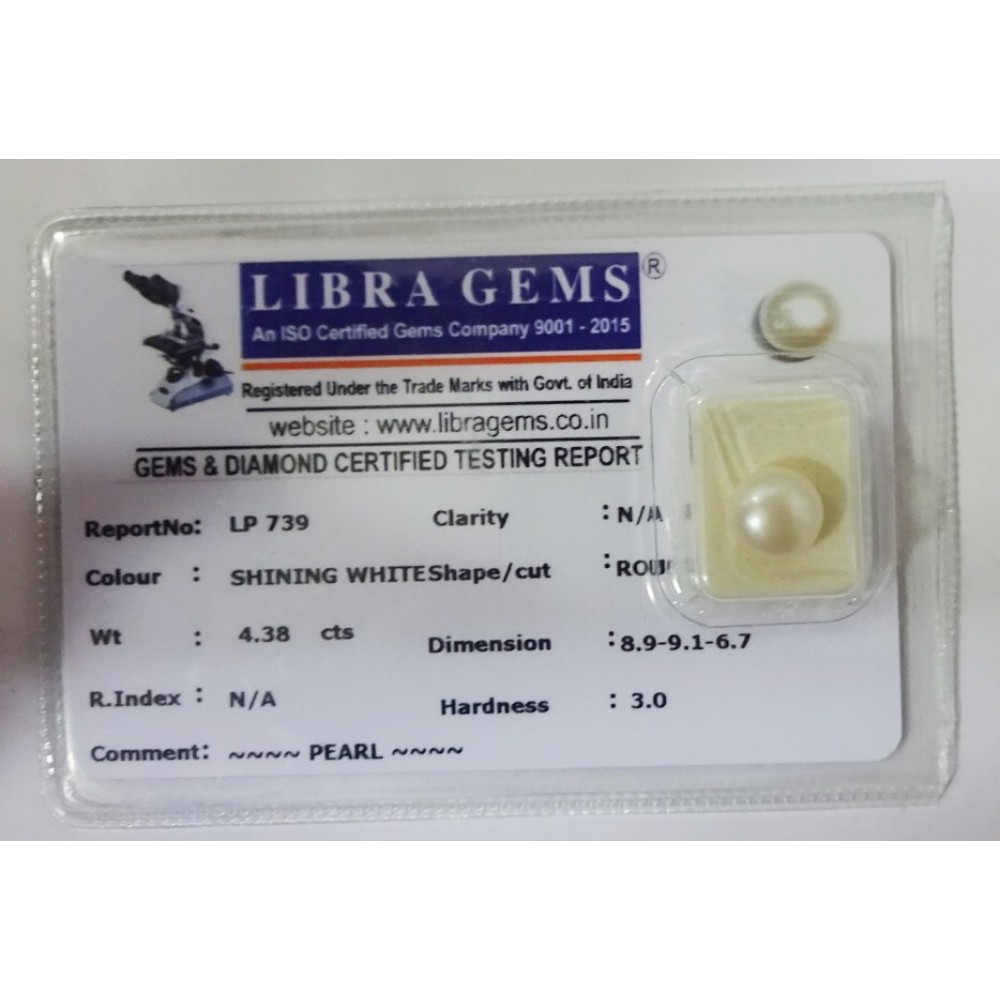 LIBRA GEMS ®
An ISO Certified Gems Company 9001 - 2015
Registered Under the Trade Marks with Govt. of India
website : www.libragems.co.in
GEMS & DIAMOND CERTIFIED TESTING REPORT
ReportNo: LP 739 Clarity : N/A
Colour : SHINING WHITE Shape/cut :
Wt : 4.38 cts Dimension : 8.9-9.1-6.7
R.Index : N/A Hardness : 3.0
Comment: ~~~~ PEARL ~~~~